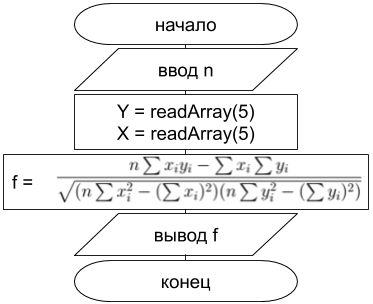 начало
ввод n
Y = readArray(5)
X = readArray(5)
f = \frac{n \sum x_i y_i - \sum x_i \sum y_i}{\sqrt{(n \sum x_i^2 - (\sum x_i)^2)(n \sum y_i^2 - (\sum y_i)^2)}}
вывод f
конец